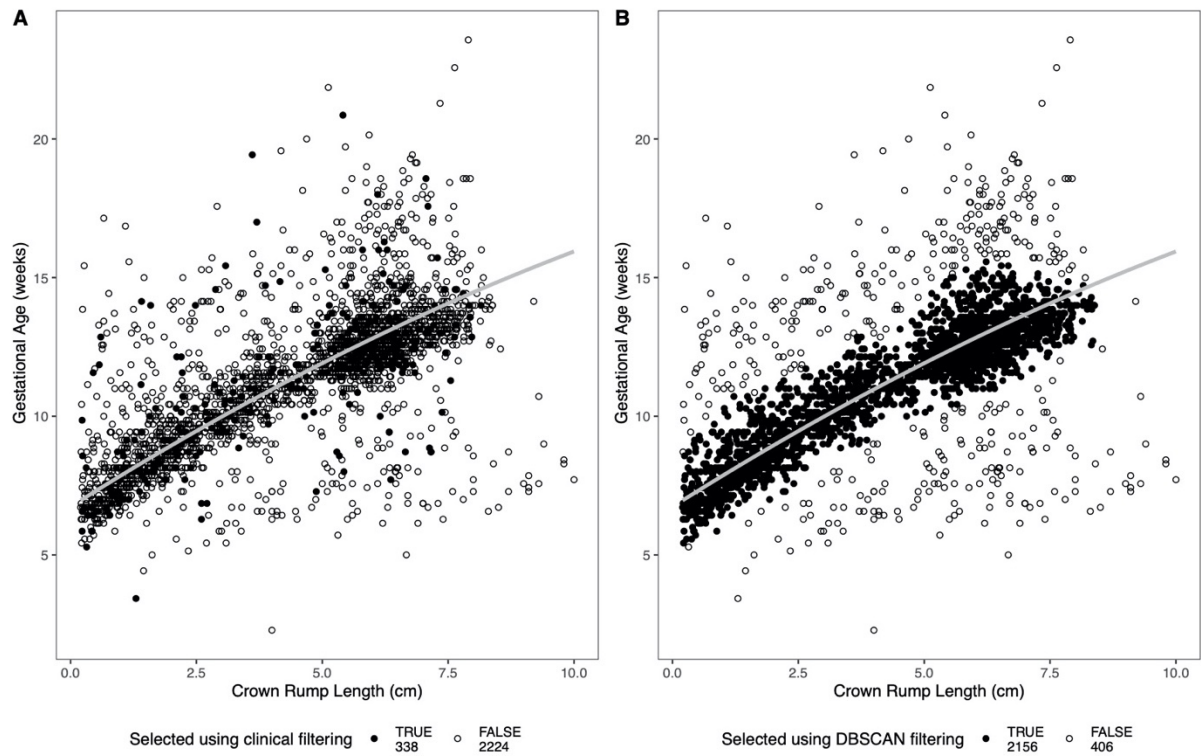 A
B
Gestational Age (weeks)
20
15
10
5
0.0 2.5 5.0 7.5 10.0
Crown Rump Length (cm)
Gestational Age (weeks)
20
15
10
5
0.0 2.5 5.0 7.5 10.0
Crown Rump Length (cm)
Selected using clinical filtering TRUE FALSE
338 2224
Selected using DBSCAN filtering TRUE FALSE
2156 406